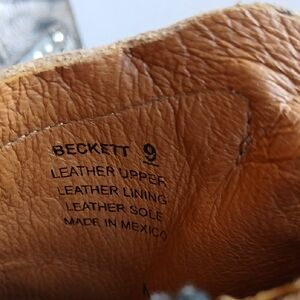 BECKETT 9
LEATHER UPPER
LEATHER LINING
LEATHER SOLE
MADE IN MEXICO